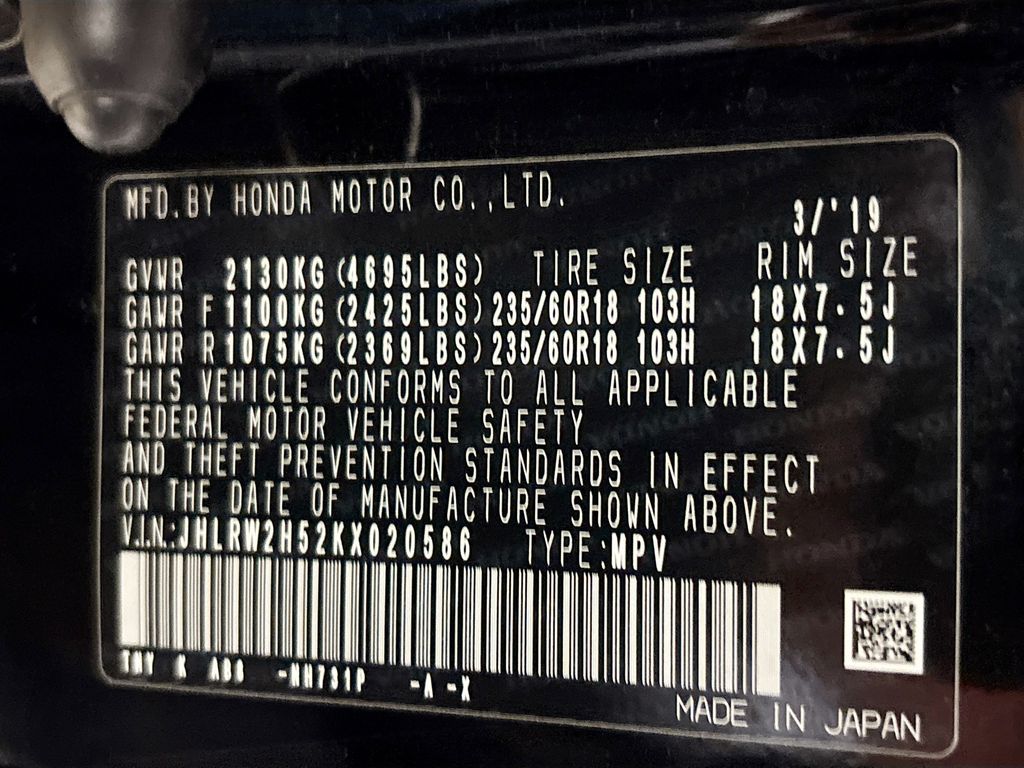 MFD.BY HONDA MOTOR CO.,LTD.
3/'19
GVWR 2130KG(4695LBS) TIRE SIZE RIM SIZE
GAWR F1100KG(2425LBS)235/60R18 103H 18X7.5J
GAWR R1075KG(2369LBS)235/60R18 103H 18X7.5J
THIS VEHICLE CONFORMS TO ALL APPLICABLE
FEDERAL MOTOR VEHICLE SAFETY
AND THEFT PREVENTION STANDARDS IN EFFECT
ON THE DATE OF MANUFACTURE SHOWN ABOVE.
V.I.N.:JHLRW2H52KX020586 TYPE:MPV
-NH731P -A -X
MADE IN JAPAN